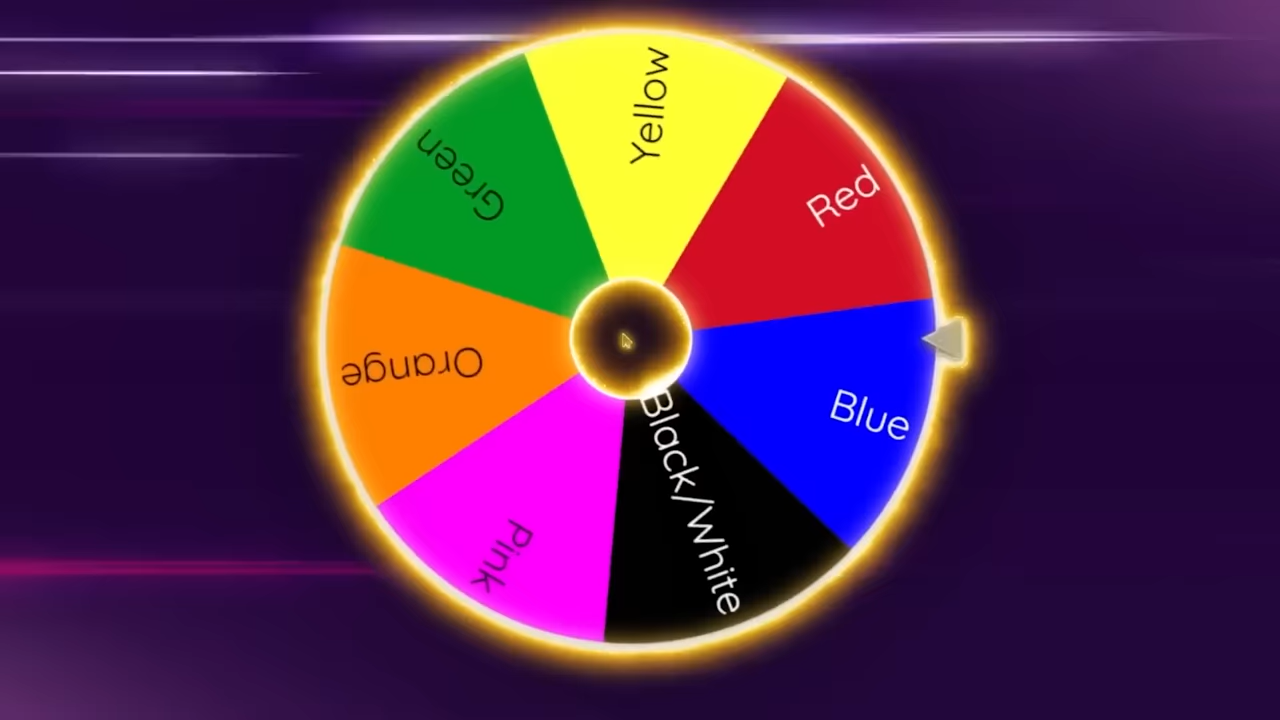 Yellow
Red
Blue
Black/White
Pink
Orange
Green